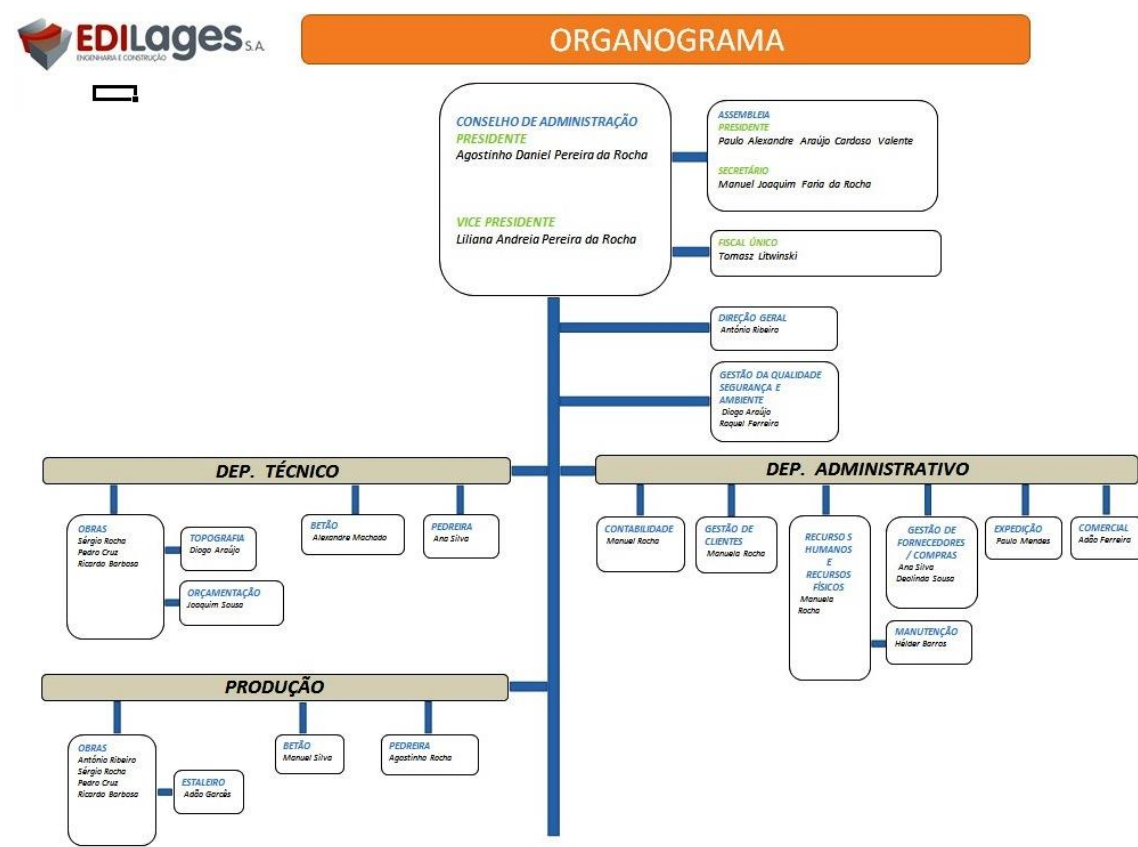 EDILages S.A.
ENGENHARIA E CONSTRUÇÃO
ORGANOGRAMA
CONSELHO DE ADMINISTRAÇÃO
PRESIDENTE
Agostinho Daniel Pereira da Rocha
VICE PRESIDENTE
Liliana Andreia Pereira da Rocha
ASSEMBLEIA
PRESIDENTE
Paulo Alexandre Araújo Cardoso Valente
SECRETÁRIO
Manuel Joaquim Faria da Rocha
FISCAL ÚNICO
Tomasz Litwinski
DIREÇÃO GERAL
António Ribeiro
GESTÃO DA QUALIDADE
SEGURANÇA E
AMBIENTE
Diogo Araújo
Raquel Ferreira
DEP. TÉCNICO
OBRAS
Sérgio Rocha
Pedro Cruz
Ricardo Barbosa
TOPOGRAFIA
Diogo Araújo
ORÇAMENTAÇÃO
Joaquim Sousa
BETÃO
Alexandre Machado
PEDREIRA
Ana Silva
DEP. ADMINISTRATIVO
CONTABILIDADE
Manuel Rocha
GESTÃO DE
CLIENTES
Manuela Rocha
RECURSO S
HUMANOS
E
RECURSOS
FÍSICOS
Manuela
Rocha
GESTÃO DE
FORNECEDORES
/ COMPRAS
Ana Silva
Deolinda Sousa
MANUTENÇÃO
Hélder Barros
EXPEDIÇÃO
Paulo Mendes
COMERCIAL
Adão Ferreira
PRODUÇÃO
OBRAS
António Ribeiro
Sérgio Rocha
Pedro Cruz
Ricardo Barbosa
ESTALEIRO
Adão Garcês
BETÃO
Manuel Silva
PEDREIRA
Agostinho Rocha